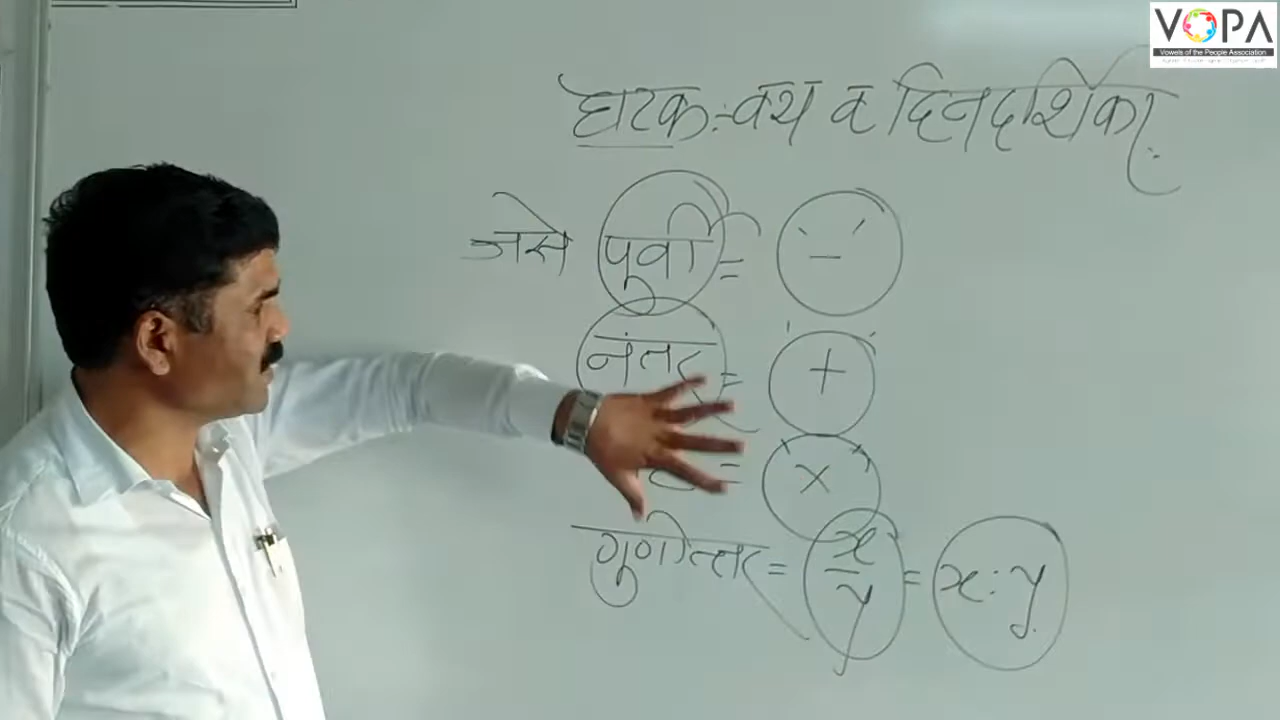 VOPA
Vowels of the People Association
घटक:- वय व दिनदर्शिका.
जसे पूर्वी = -
नंतर = +
= ×
गुणोत्तर = x/y = x:y